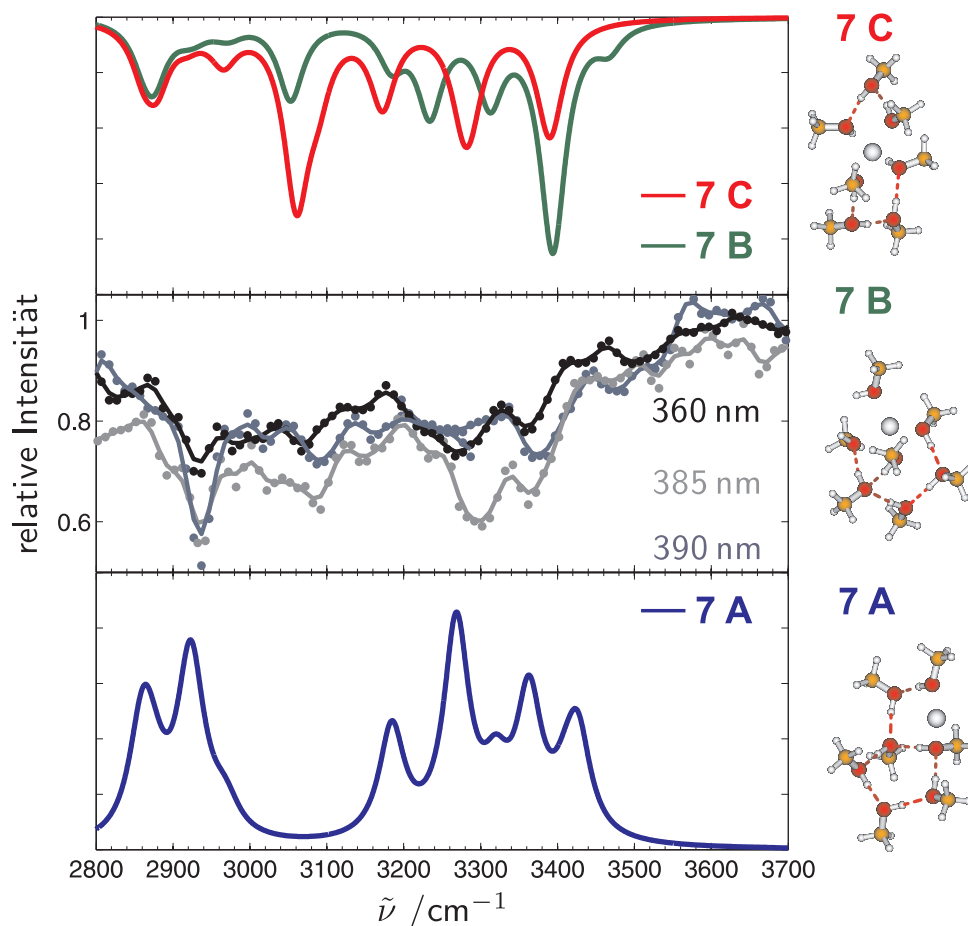 7 C
7 C
7 B
7 B
relative Intensität
1
0.8
0.6
360 nm
385 nm
390 nm
7 A
7 A
2800 2900 3000 3100 3200 3300 3400 3500 3600 3700
ν̃ /cm⁻¹